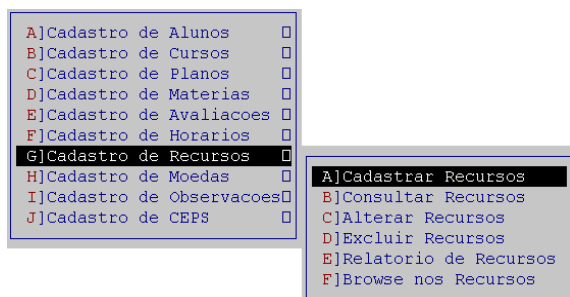 A]Cadastro de Alunos
B]Cadastro de Cursos
C]Cadastro de Planos
D]Cadastro de Materias
E]Cadastro de Avaliacoes
F]Cadastro de Horarios
G]Cadastro de Recursos
H]Cadastro de Moedas
I]Cadastro de Observacoes
J]Cadastro de CEPS
A]Cadastrar Recursos
B]Consultar Recursos
C]Alterar Recursos
D]Excluir Recursos
E]Relatorio de Recursos
F]Browse nos Recursos